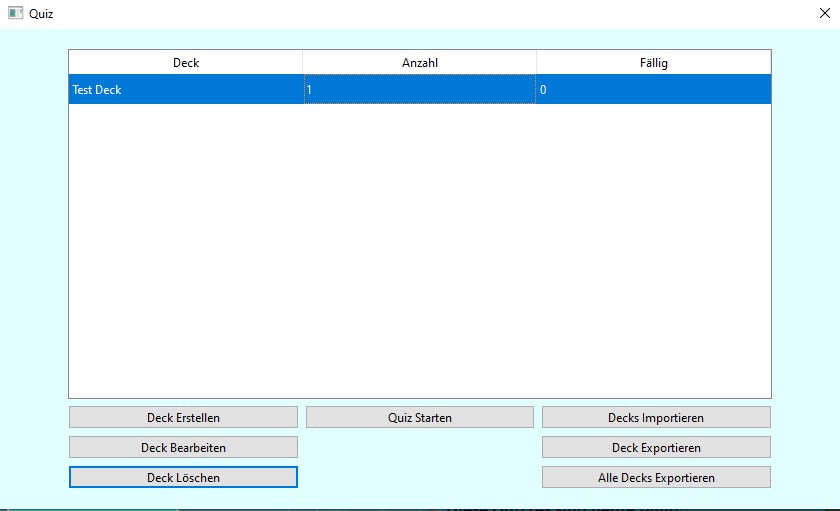 Quiz
Deck Anzahl Fällig
Test Deck 1 0
Deck Erstellen Quiz Starten Decks Importieren
Deck Bearbeiten Deck Exportieren
Deck Löschen Alle Decks Exportieren